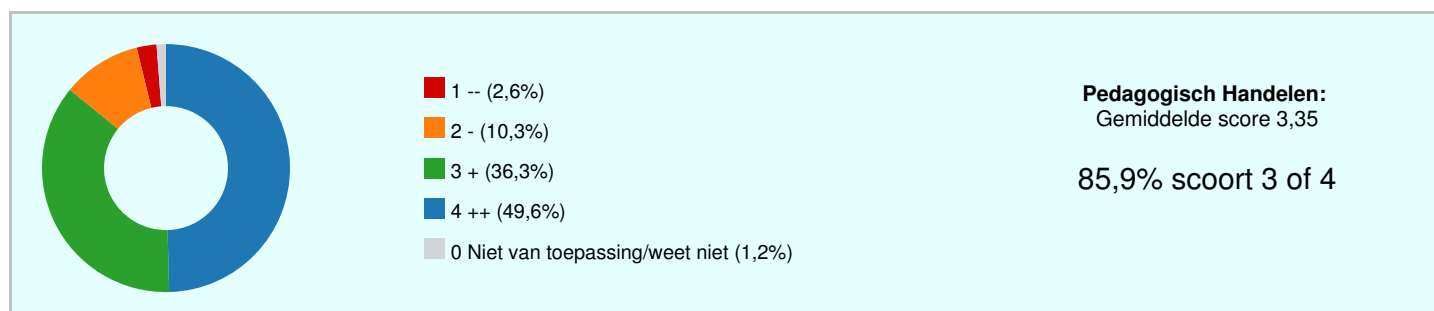 1 -- (2,6%)
2 - (10,3%)
3 + (36,3%)
4 ++ (49,6%)
0 Niet van toepassing/weet niet (1,2%)
Pedagogisch Handelen:
Gemiddelde score 3,35
85,9% scoort 3 of 4